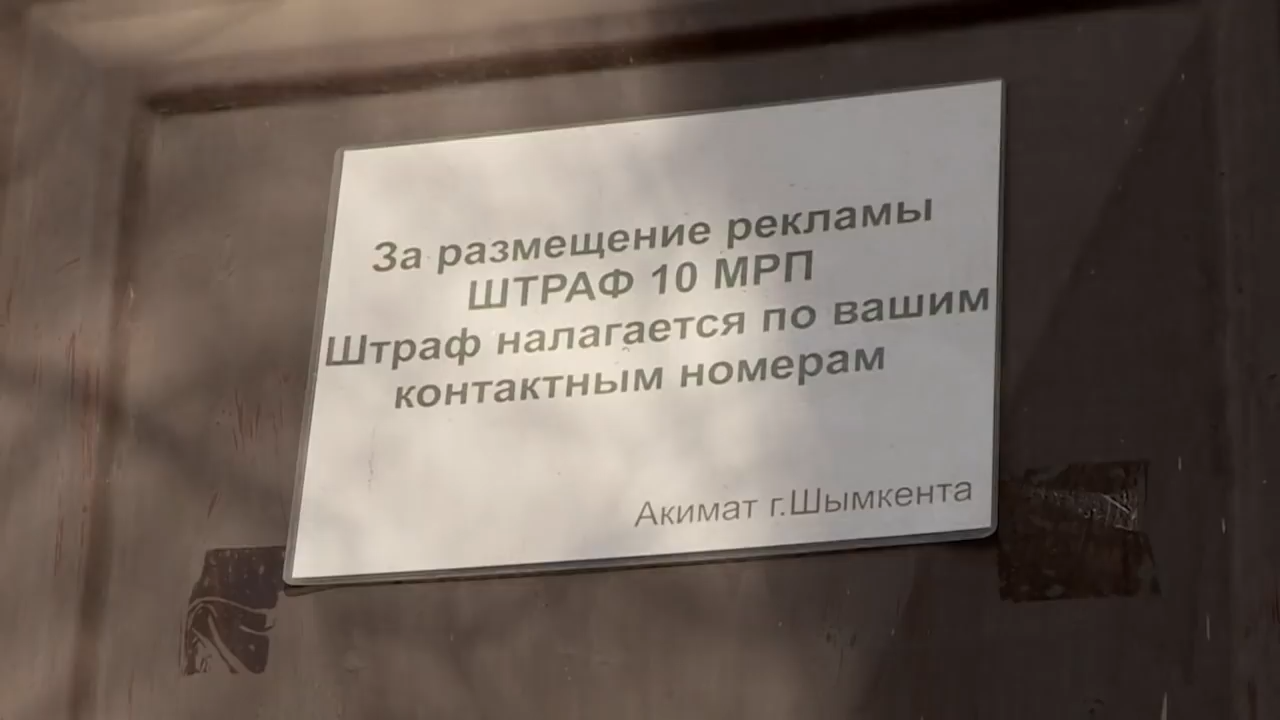 За размещение рекламы
ШТРАФ 10 МРП
Штраф налагается по вашим
контактным номерам
Акимат г.Шымкента